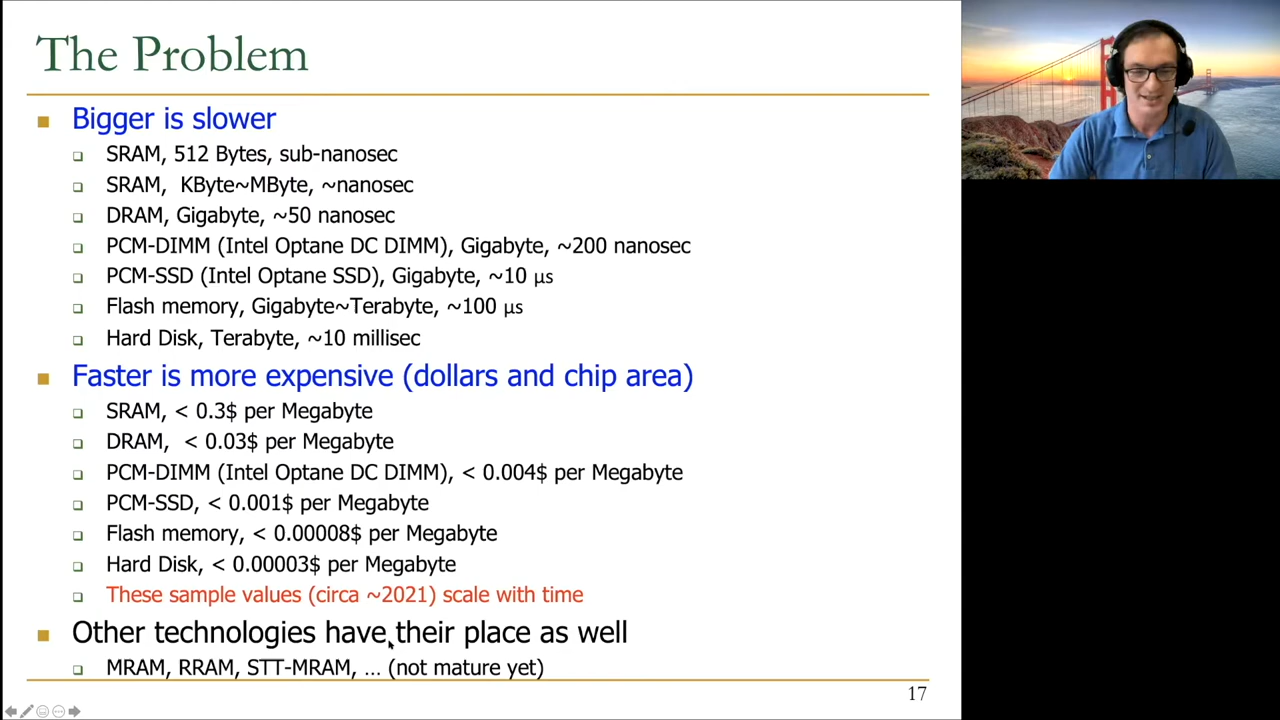 The Problem
Bigger is slower
SRAM, 512 Bytes, sub-nanosec
SRAM, KByte~MByte, ~nanosec
DRAM, Gigabyte, ~50 nanosec
PCM-DIMM (Intel Optane DC DIMM), Gigabyte, ~200 nanosec
PCM-SSD (Intel Optane SSD), Gigabyte, ~10 µs
Flash memory, Gigabyte~Terabyte, ~100 µs
Hard Disk, Terabyte, ~10 millisec
Faster is more expensive (dollars and chip area)
SRAM, < 0.3$ per Megabyte
DRAM, < 0.03$ per Megabyte
PCM-DIMM (Intel Optane DC DIMM), < 0.004$ per Megabyte
PCM-SSD, < 0.001$ per Megabyte
Flash memory, < 0.00008$ per Megabyte
Hard Disk, < 0.00003$ per Megabyte
These sample values (circa ~2021) scale with time
Other technologies have their place as well
MRAM, RRAM, STT-MRAM, … (not mature yet)
17